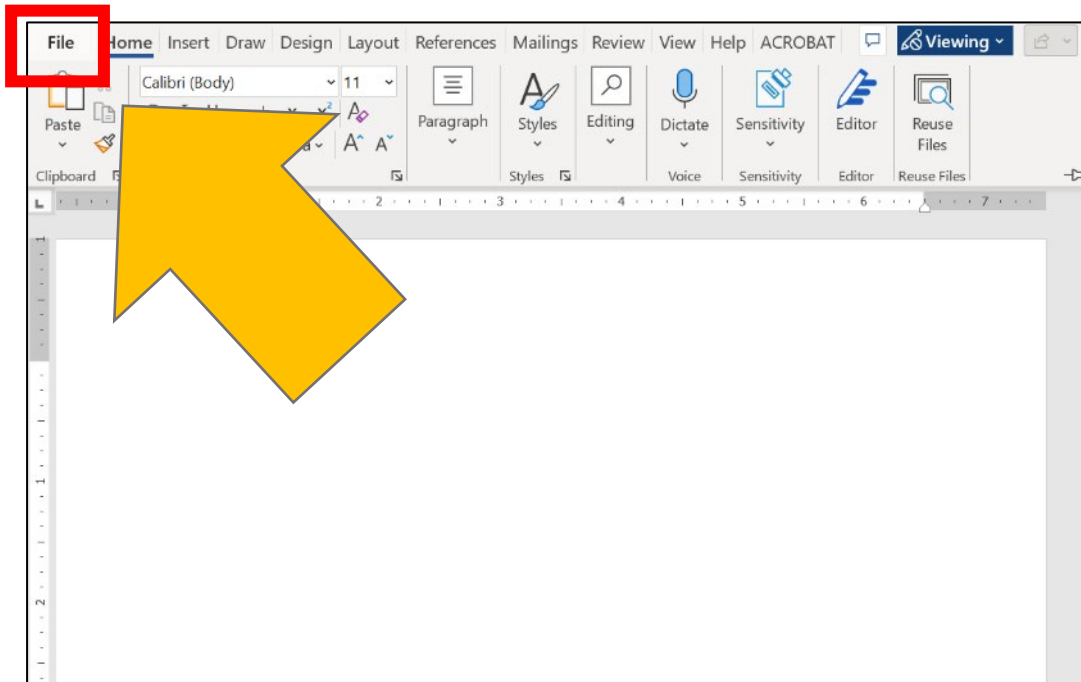 File Home Insert Draw Design Layout References Mailings Review View Help ACROBAT Viewing
Calibri (Body) 11
Paste Paragraph Styles Editing Dictate Sensitivity Editor Reuse
Files
Clipboard Styles Voice Sensitivity Editor Reuse Files
2 3 4 5 6 7
1
1
2